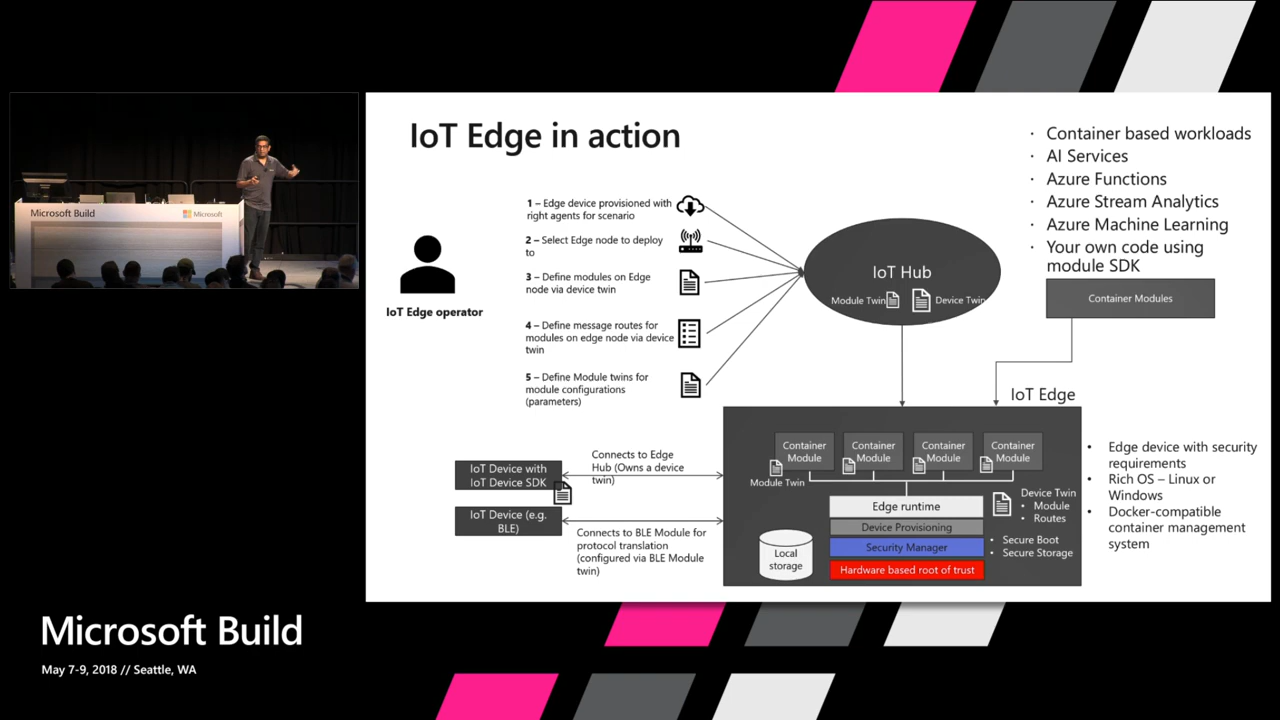 IoT Edge in action
1 – Edge device provisioned with
right agents for scenario
2 – Select Edge node to deploy
to
3 – Define modules on Edge
node via device twin
4 – Define message routes for
modules on edge node via device
twin
5 – Define Module twins for
module configurations
(parameters)
IoT Edge operator
IoT Hub
Module Twin
Device Twin
· Container based workloads
· AI Services
· Azure Functions
· Azure Stream Analytics
· Azure Machine Learning
· Your own code using
module SDK
Container Modules
IoT Edge
Container
Module
Container
Module
Container
Module
Container
Module
Module Twin
Edge runtime
Device Provisioning
Security Manager
Hardware based root of trust
Local
storage
Device Twin
• Module
• Routes
• Secure Boot
• Secure Storage
• Edge device with security
requirements
• Rich OS – Linux or
Windows
• Docker-compatible
container management
system
IoT Device with
IoT Device SDK
Connects to Edge
Hub (Owns a device
twin)
IoT Device (e.g.
BLE)
Connects to BLE Module for
protocol translation
(configured via BLE Module
twin)
Microsoft Build
Microsoft
Microsoft Build
May 7-9, 2018 // Seattle, WA